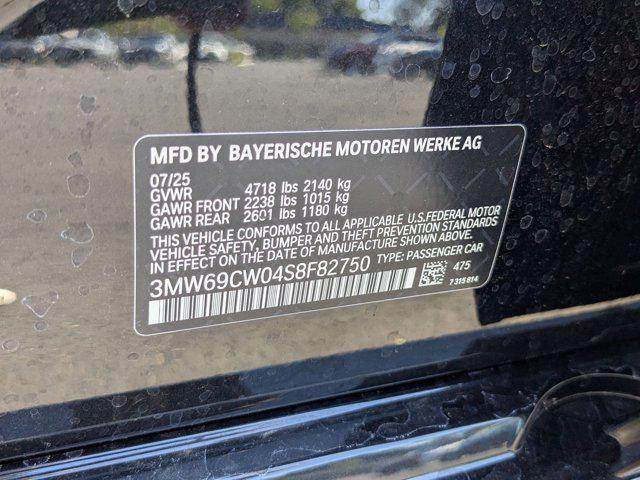 MFD BY BAYERISCHE MOTOREN WERKE AG
07/25
GVWR 4718 lbs 2140 kg
GAWR FRONT 2238 lbs 1015 kg
GAWR REAR 2601 lbs 1180 kg
THIS VEHICLE CONFORMS TO ALL APPLICABLE U.S.FEDERAL MOTOR
VEHICLE SAFETY, BUMPER AND THEFT PREVENTION STANDARDS
IN EFFECT ON THE DATE OF MANUFACTURE SHOWN ABOVE.
3MW69CW04S8F82750 TYPE: PASSENGER CAR
475
7315814